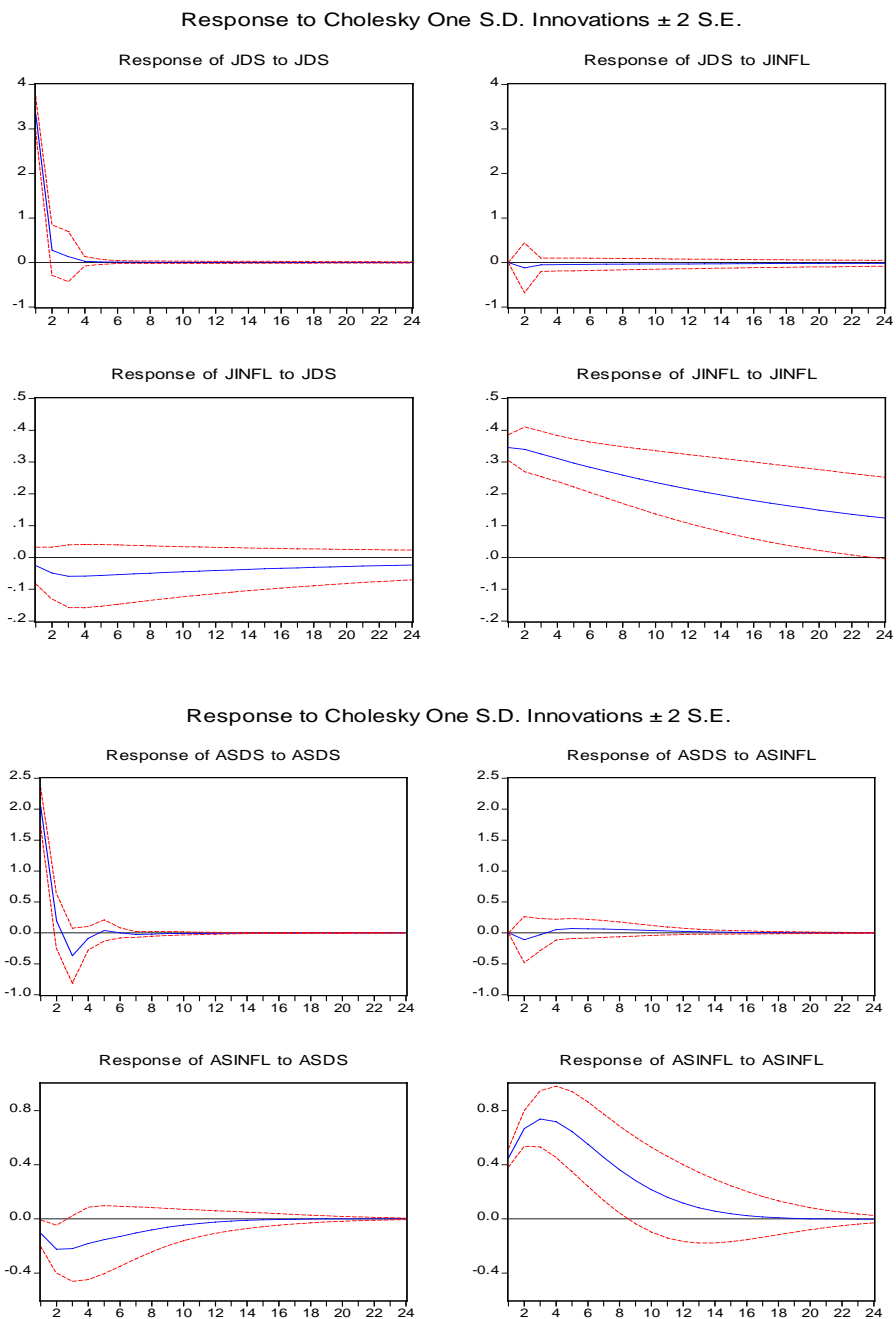 Response to Cholesky One S.D. Innovations ± 2 S.E.
Response of JDS to JDS
4
3
2
1
0
-1
2 4 6 8 10 12 14 16 18 20 22 24
Response of JDS to JINFL
4
3
2
1
0
-1
2 4 6 8 10 12 14 16 18 20 22 24
Response of JINFL to JDS
.5
.4
.3
.2
.1
.0
-.1
-.2
2 4 6 8 10 12 14 16 18 20 22 24
Response of JINFL to JINFL
.5
.4
.3
.2
.1
.0
-.1
-.2
2 4 6 8 10 12 14 16 18 20 22 24
Response to Cholesky One S.D. Innovations ± 2 S.E.
Response of ASDS to ASDS
2.5
2.0
1.5
1.0
0.5
0.0
-0.5
-1.0
2 4 6 8 10 12 14 16 18 20 22 24
Response of ASDS to ASINFL
2.5
2.0
1.5
1.0
0.5
0.0
-0.5
-1.0
2 4 6 8 10 12 14 16 18 20 22 24
Response of ASINFL to ASDS
0.8
0.4
0.0
-0.4
2 4 6 8 10 12 14 16 18 20 22 24
Response of ASINFL to ASINFL
0.8
0.4
0.0
-0.4
2 4 6 8 10 12 14 16 18 20 22 24